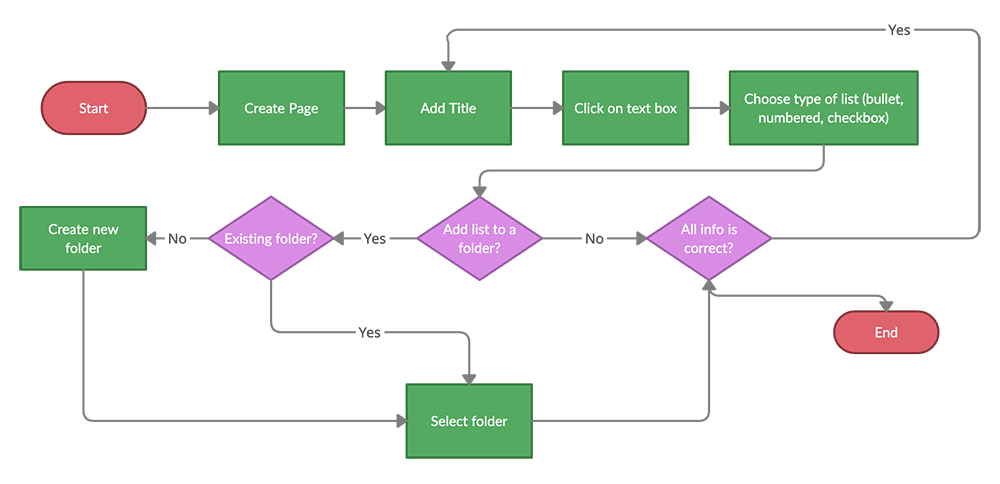 Yes
Start
Create Page
Add Title
Click on text box
Choose type of list (bullet,
numbered, checkbox)
Create new
folder
No
Existing folder?
Yes
Add list to a
folder?
No
All info is
correct?
Yes
End
Select folder